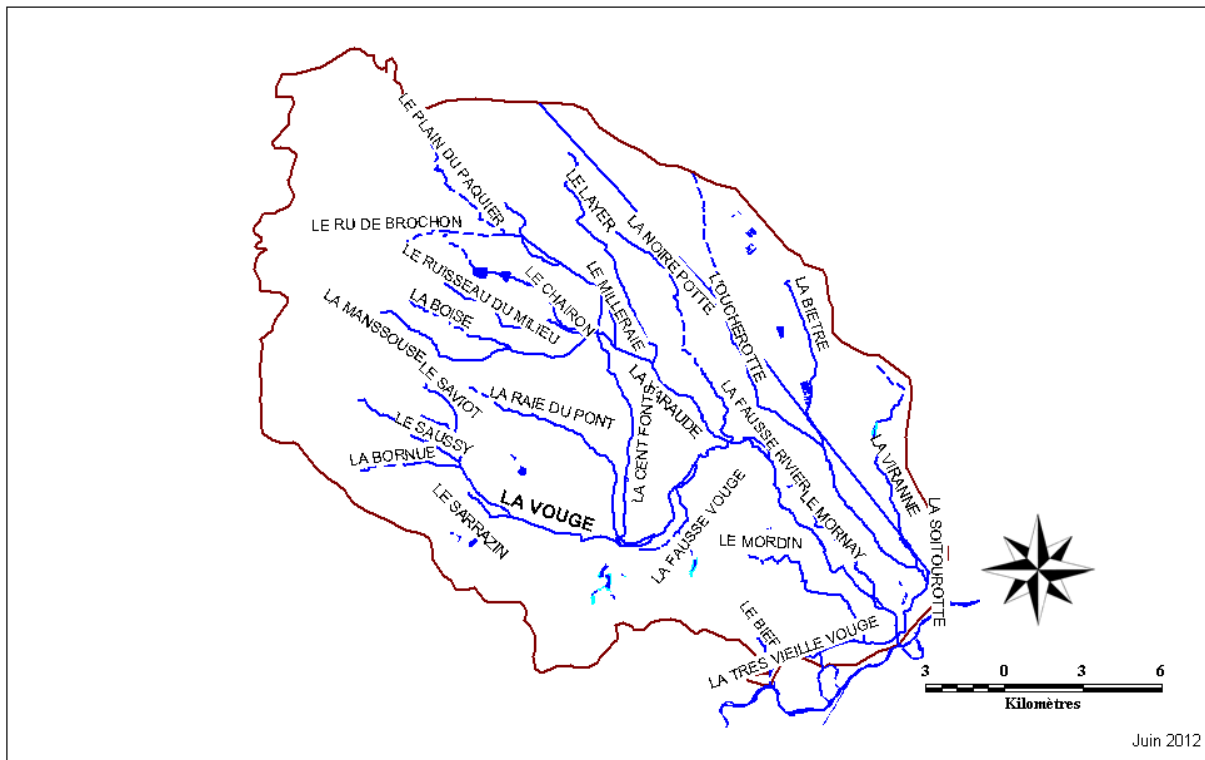 LE PLAIN DU PAQUIER
LE LAYER
LE RU DE BROCHON
LA NOIRE POTTE
LE RUISSEAU DU MILIEU
LE CHAIRON
LE MILLERAIE
L'OUCHEROTTE
LA BIETRE
LA MANSSOUSE
LA BOISE
LE SAVIOT
LA RAIE DU PONT
LA CENT FONTS
LA VARAUDE
LA FAUSSE RIVIER
LE SAUSSY
LA BORNUE
LE SARRAZIN
LA VOUGE
LA FAUSSE VOUGE
LE MORDIN
LE MORNAY
LA VIRANNE
LA SOITOUROTTE
LE BIEF
LA TRES VIEILLE VOUGE
3 0 3 6
Kilomètres
Juin 2012